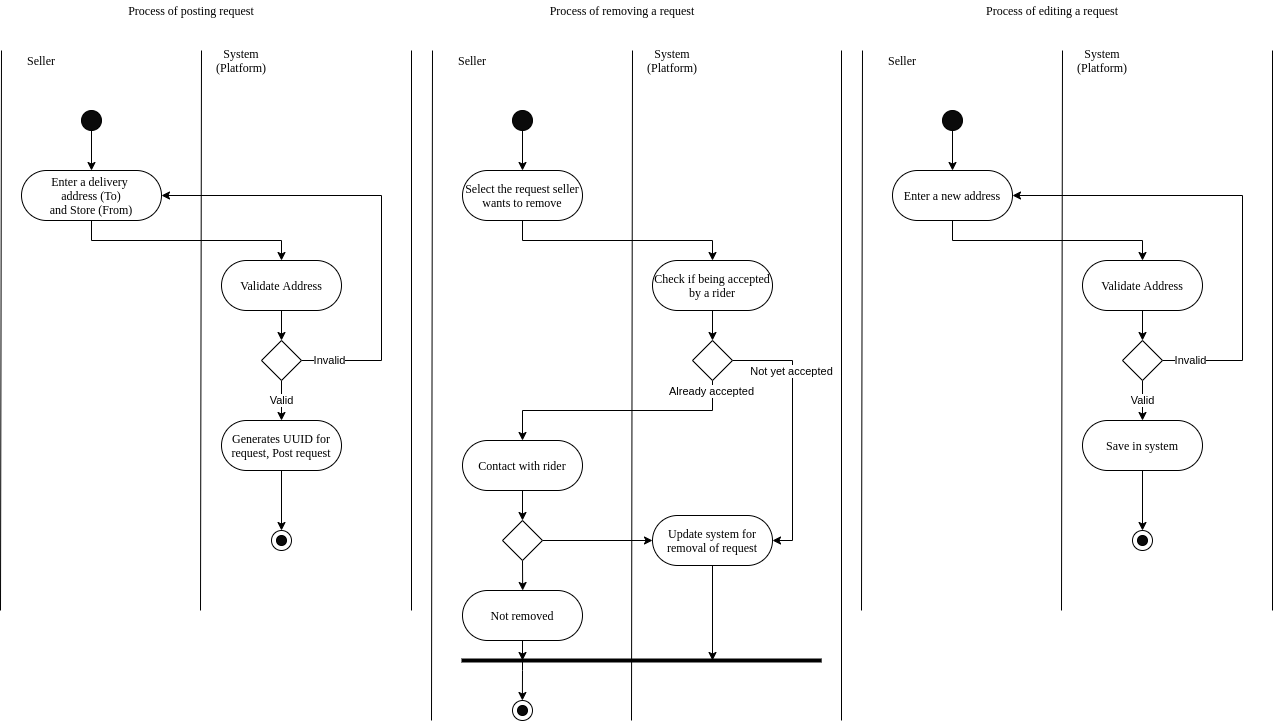 Process of posting request
Seller
System
(Platform)
Enter a delivery
address (To)
and Store (From)
Validate Address
Invalid
Valid
Generates UUID for
request, Post request
Process of removing a request
Seller
System
(Platform)
Select the request seller
wants to remove
Check if being accepted
by a rider
Not yet accepted
Already accepted
Contact with rider
Update system for
removal of request
Not removed
Process of editing a request
Seller
System
(Platform)
Enter a new address
Validate Address
Invalid
Valid
Save in system